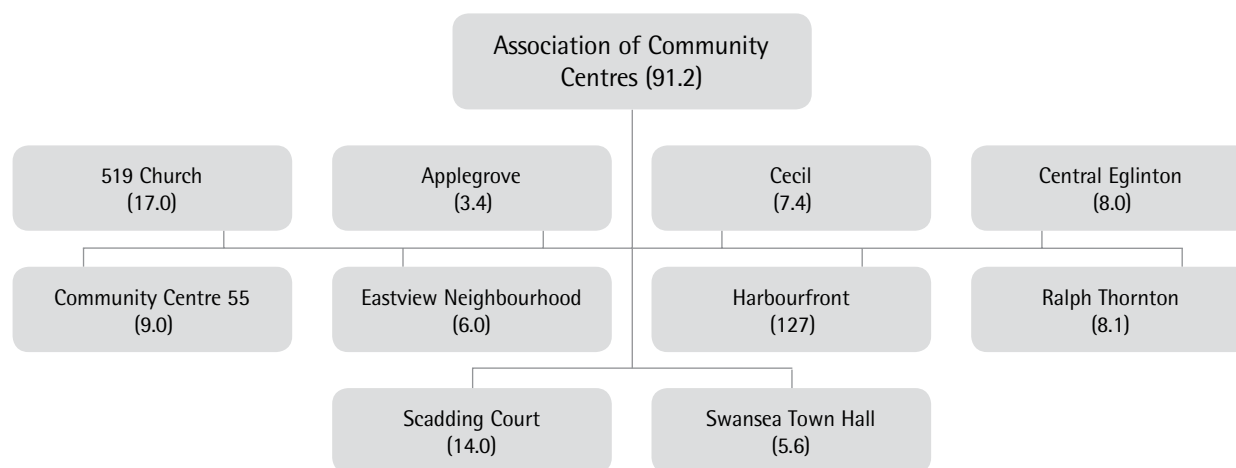 Association of Community
Centres (91.2)
519 Church
(17.0)
Applegrove
(3.4)
Cecil
(7.4)
Central Eglinton
(8.0)
Community Centre 55
(9.0)
Eastview Neighbourhood
(6.0)
Harbourfront
(127)
Ralph Thornton
(8.1)
Scadding Court
(14.0)
Swansea Town Hall
(5.6)